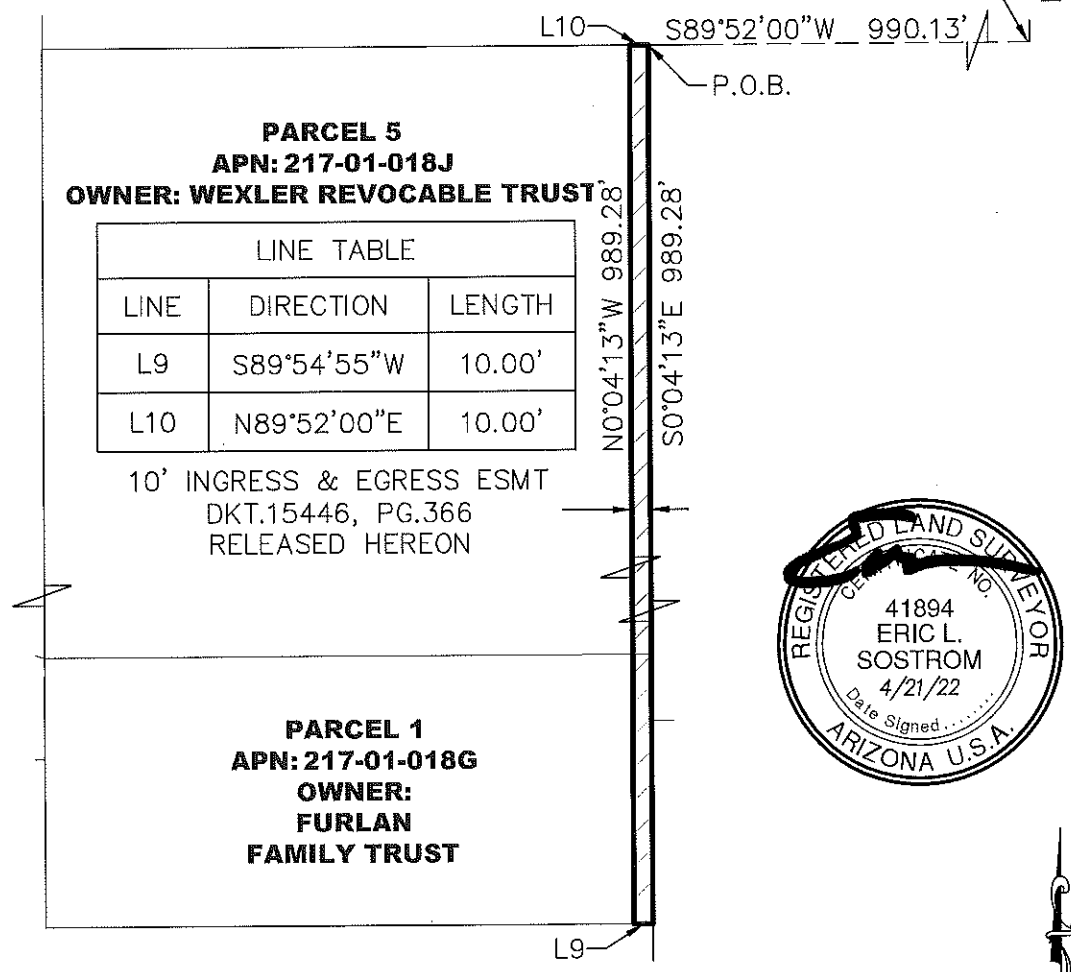 L10 S89°52'00"W 990.13'
P.O.B.
PARCEL 5
APN: 217-01-018J
OWNER: WEXLER REVOCABLE TRUST
N0°04'13"W 989.28'
S0°04'13"E 989.28'
LINE TABLE
LINE DIRECTION LENGTH
L9 S89°54'55"W 10.00'
L10 N89°52'00"E 10.00'
10' INGRESS & EGRESS ESMT
DKT.15446, PG.366
RELEASED HEREON
REGISTERED LAND SURVEYOR
CERTIFICATE NO.
41894
ERIC L.
SOSTROM
4/21/22
Date Signed........
ARIZONA U.S.A.
PARCEL 1
APN: 217-01-018G
OWNER:
FURLAN
FAMILY TRUST
L9